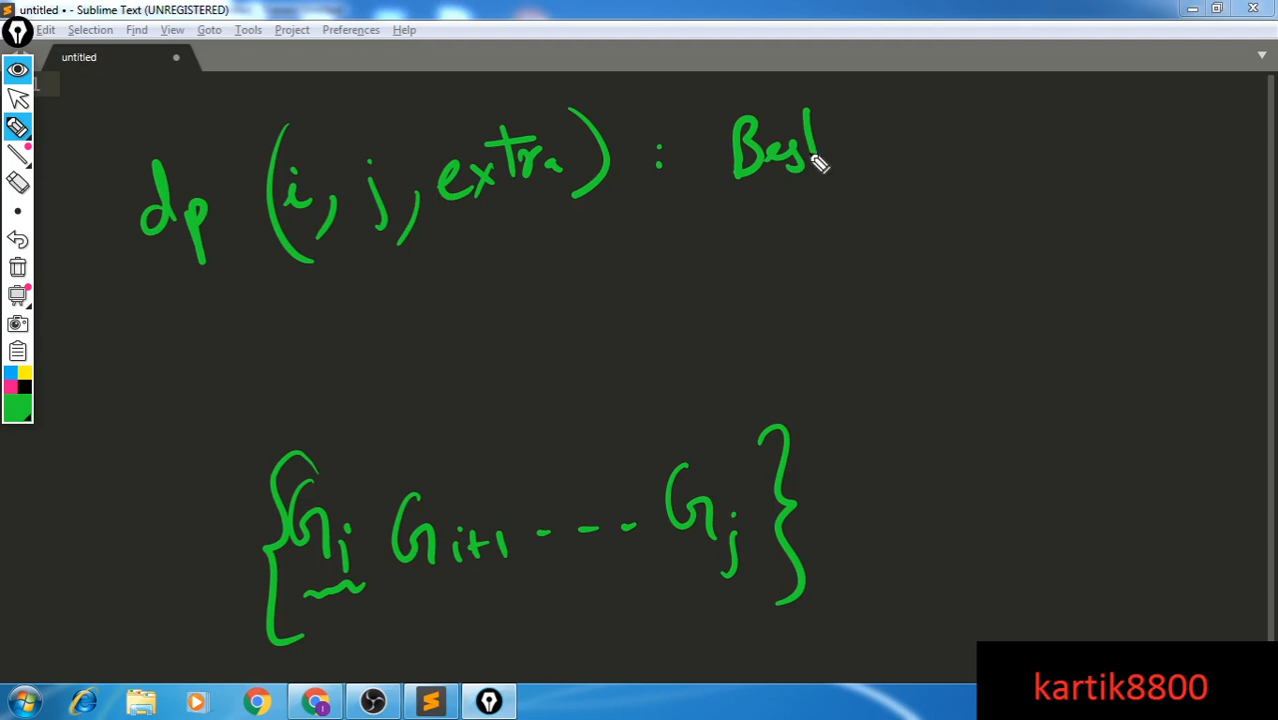 untitled • - Sublime Text (UNREGISTERED)
Edit Selection Find View Goto Tools Project Preferences Help
untitled
1
dp (i, j, extra) : Best
{Gi Gi+1 --- Gj}
kartik8800